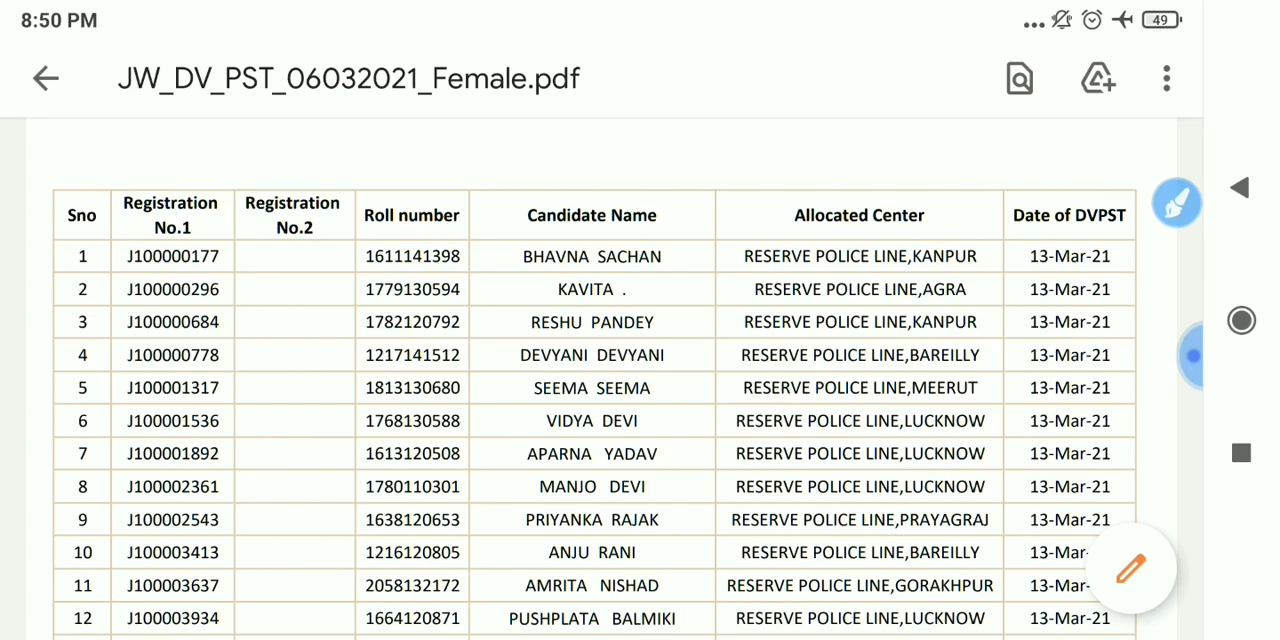 8:50 PM
49
JW_DV_PST_06032021_Female.pdf
Sno Registration No.1 Registration No.2 Roll number Candidate Name Allocated Center Date of DVPST
1 J100000177 1611141398 BHAVNA SACHAN RESERVE POLICE LINE,KANPUR 13-Mar-21
2 J100000296 1779130594 KAVITA . RESERVE POLICE LINE,AGRA 13-Mar-21
3 J100000684 1782120792 RESHU PANDEY RESERVE POLICE LINE,KANPUR 13-Mar-21
4 J100000778 1217141512 DEVYANI DEVYANI RESERVE POLICE LINE,BAREILLY 13-Mar-21
5 J100001317 1813130680 SEEMA SEEMA RESERVE POLICE LINE,MEERUT 13-Mar-21
6 J100001536 1768130588 VIDYA DEVI RESERVE POLICE LINE,LUCKNOW 13-Mar-21
7 J100001892 1613120508 APARNA YADAV RESERVE POLICE LINE,LUCKNOW 13-Mar-21
8 J100002361 1780110301 MANJO DEVI RESERVE POLICE LINE,LUCKNOW 13-Mar-21
9 J100002543 1638120653 PRIYANKA RAJAK RESERVE POLICE LINE,PRAYAGRAJ 13-Mar-21
10 J100003413 1216120805 ANJU RANI RESERVE POLICE LINE,BAREILLY 13-Mar-
11 J100003637 2058132172 AMRITA NISHAD RESERVE POLICE LINE,GORAKHPUR 13-Mar-
12 J100003934 1664120871 PUSHPLATA BALMIKI RESERVE POLICE LINE,LUCKNOW 13-Mar-21